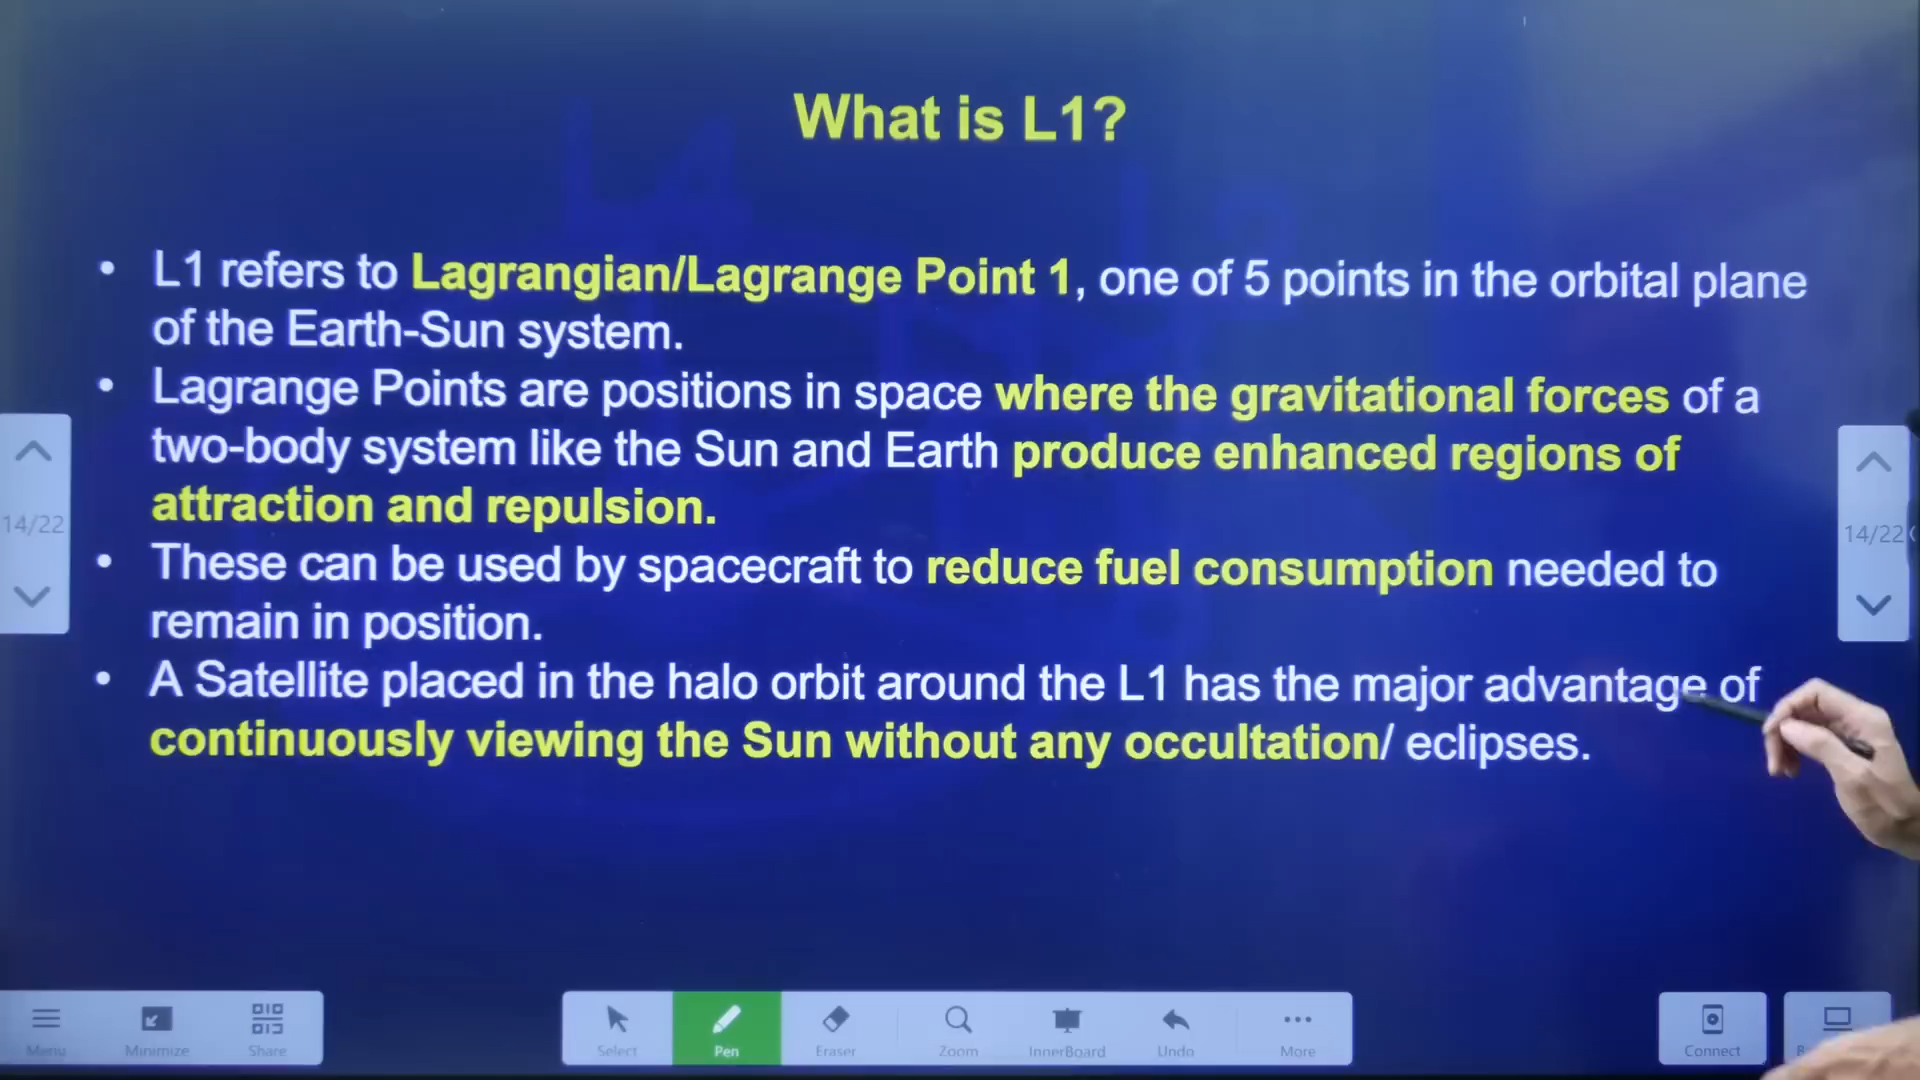 What is L1?
• L1 refers to Lagrangian/Lagrange Point 1, one of 5 points in the orbital plane
of the Earth-Sun system.
• Lagrange Points are positions in space where the gravitational forces of a
two-body system like the Sun and Earth produce enhanced regions of
attraction and repulsion.
• These can be used by spacecraft to reduce fuel consumption needed to
remain in position.
• A Satellite placed in the halo orbit around the L1 has the major advantage of
continuously viewing the Sun without any occultation/ eclipses.
14/22
14/22
Menu Minimize Share Select Pen Eraser Zoom InnerBoard Undo More Connect